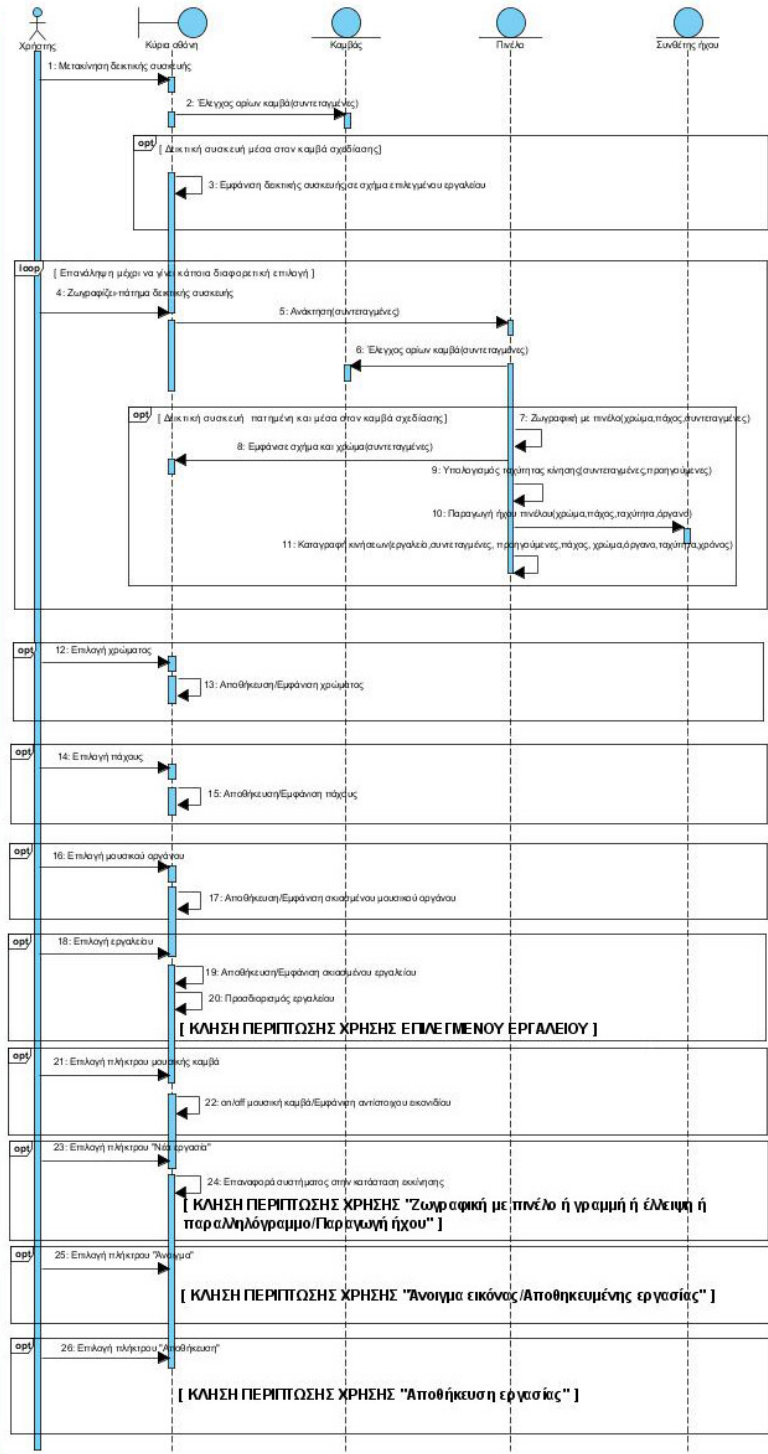 Χρήστης
Κύρια οθόνη
Καμβάς
Πινέλο
Συνθέτης ήχου
1: Μετακίνηση δεικτικής συσκευής
2: Έλεγχος ορίων καμβά(συντεταγμένες)
opt
[ Δεικτική συσκευή μέσα στον καμβά σχεδίασης]
3: Εμφάνιση δεικτικής συσκευής σε σχήμα επιλεγμένου εργαλείου
loop
[ Επανάληψη μέχρι να γίνει κάποια διαφορετική επιλογή ]
4: Ζωγραφίζει-πάτημα δεικτικής συσκευής
5: Ανάκτηση(συντεταγμένες)
6: Έλεγχος ορίων καμβά(συντεταγμένες)
opt
[ Δεικτική συσκευή πατημένη και μέσα στον καμβά σχεδίασης]
7: Ζωγραφική με πινέλο(χρώμα,πάχος,συντεταγμένες)
8: Εμφάνισε σχήμα και χρώμα(συντεταγμένες)
9: Υπολογισμός ταχύτητας κίνησης(συντεταγμένες,προηγούμενες)
10: Παραγωγή ήχου πινέλου(χρώμα,πάχος,ταχύτητα,όργανο)
11: Καταγραφή κινήσεων(εργαλείο,συντεταγμένες, προηγούμενες,πάχος, χρώμα,όργανο,ταχύτητα,χρόνος)
opt
12: Επιλογή χρώματος
13: Αποθήκευση/Εμφάνιση χρώματος
opt
14: Επιλογή πάχους
15: Αποθήκευση/Εμφάνιση πάχους
opt
16: Επιλογή μουσικού οργάνου
17: Αποθήκευση/Εμφάνιση σκιασμένου μουσικού οργάνου
opt
18: Επιλογή εργαλείου
19: Αποθήκευση/Εμφάνιση σκιασμένου εργαλείου
20: Προσδιορισμός εργαλείου
[ ΚΛΗΣΗ ΠΕΡΙΠΤΩΣΗΣ ΧΡΗΣΗΣ ΕΠΙΛΕΓΜΕΝΟΥ ΕΡΓΑΛΕΙΟΥ ]
opt
21: Επιλογή πλήκτρου μουσικής καμβά
22: on/off μουσική καμβά/Εμφάνιση αντίστοιχου εικονιδίου
opt
23: Επιλογή πλήκτρου "Νέα εργασία"
24: Επαναφορά συστήματος στην κατάσταση εκκίνησης
[ ΚΛΗΣΗ ΠΕΡΙΠΤΩΣΗΣ ΧΡΗΣΗΣ "Ζωγραφική με πινέλο ή γραμμή ή έλλειψη ή
παραλληλόγραμμο/Παραγωγή ήχου" ]
opt
25: Επιλογή πλήκτρου "Άνοιγμα"
[ ΚΛΗΣΗ ΠΕΡΙΠΤΩΣΗΣ ΧΡΗΣΗΣ "Άνοιγμα εικόνας/Αποθηκευμένης εργασίας" ]
opt
26: Επιλογή πλήκτρου "Αποθήκευση"
[ ΚΛΗΣΗ ΠΕΡΙΠΤΩΣΗΣ ΧΡΗΣΗΣ "Αποθήκευση εργασίας" ]